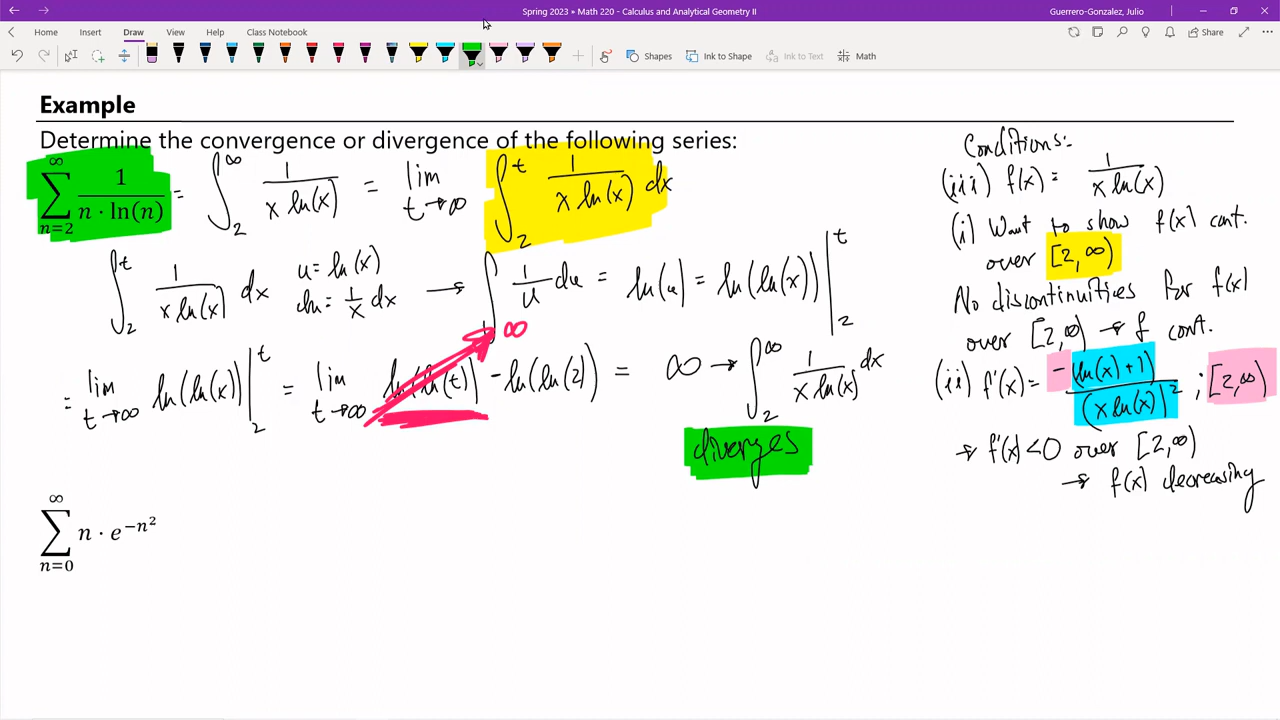 Spring 2023 » Math 220 - Calculus and Analytical Geometry II
Guerrero-Gonzalez, Julio
Home Insert Draw View Help Class Notebook
Share
Shapes Ink to Shape Ink to Text Math
Example
Determine the convergence or divergence of the following series:
∑_{n=2}^{∞} 1/(n · ln(n)) = ∫_2^∞ 1/(x ln(x)) = lim_{t→∞} ∫_2^t 1/(x ln(x)) dx
∫_2^t 1/(x ln(x)) dx u = ln(x) du = 1/x dx → ∫ 1/u du = ln(u) = ln(ln(x)) |_2^t
= lim_{t→∞} ln(ln(x)) |_2^t = lim_{t→∞} ln(ln(t)) - ln(ln(2)) = ∞ → ∫_2^∞ 1/(x ln(x)) dx
∞
diverges
∑_{n=0}^{∞} n · e^{-n^2}
Conditions:
(iii) f(x) = 1/(x ln(x))
(i) Want to show f(x) cont.
over [2,∞)
No discontinuities for f(x)
over [2,∞) → f cont.
(ii) f'(x) = - (ln(x)+1)/(x ln(x))^2 ; [2,∞)
→ f'(x) < 0 over [2,∞)
→ f(x) decreasing